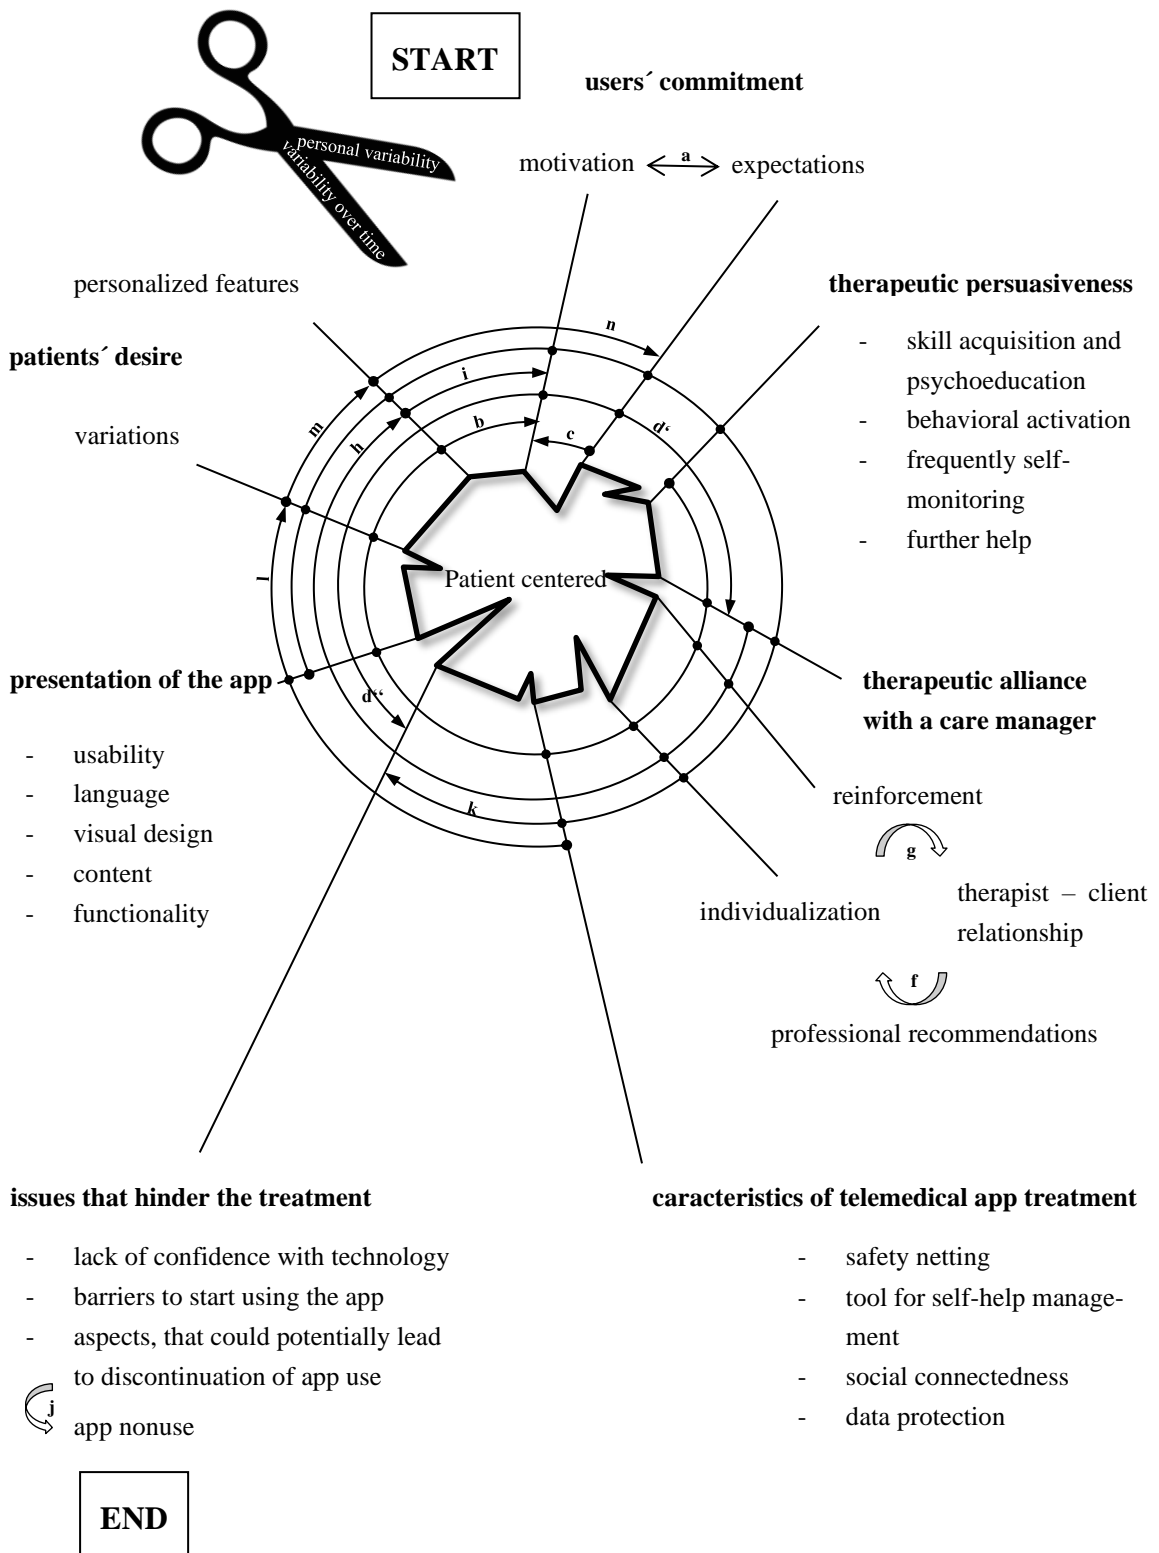 START
users´ commitment
personal variability
variability over time
motivation
a
expectations
personalized features
therapeutic persuasiveness
- skill acquisition and
psychoeducation
- behavioral activation
- frequently self-
monitoring
- further help
patients´ desire
variations
n
i
m
h
b
c
d‘
l
Patient centered
presentation of the app
- usability
- language
- visual design
- content
- functionality
d‘‘
k
therapeutic alliance
with a care manager
reinforcement
g
individualization
therapist – client
relationship
f
professional recommendations
issues that hinder the treatment
- lack of confidence with technology
- barriers to start using the app
- aspects, that could potentially lead
to discontinuation of app use
j
app nonuse
caracteristics of telemedical app treatment
- safety netting
- tool for self-help manage-
ment
- social connectedness
- data protection
END